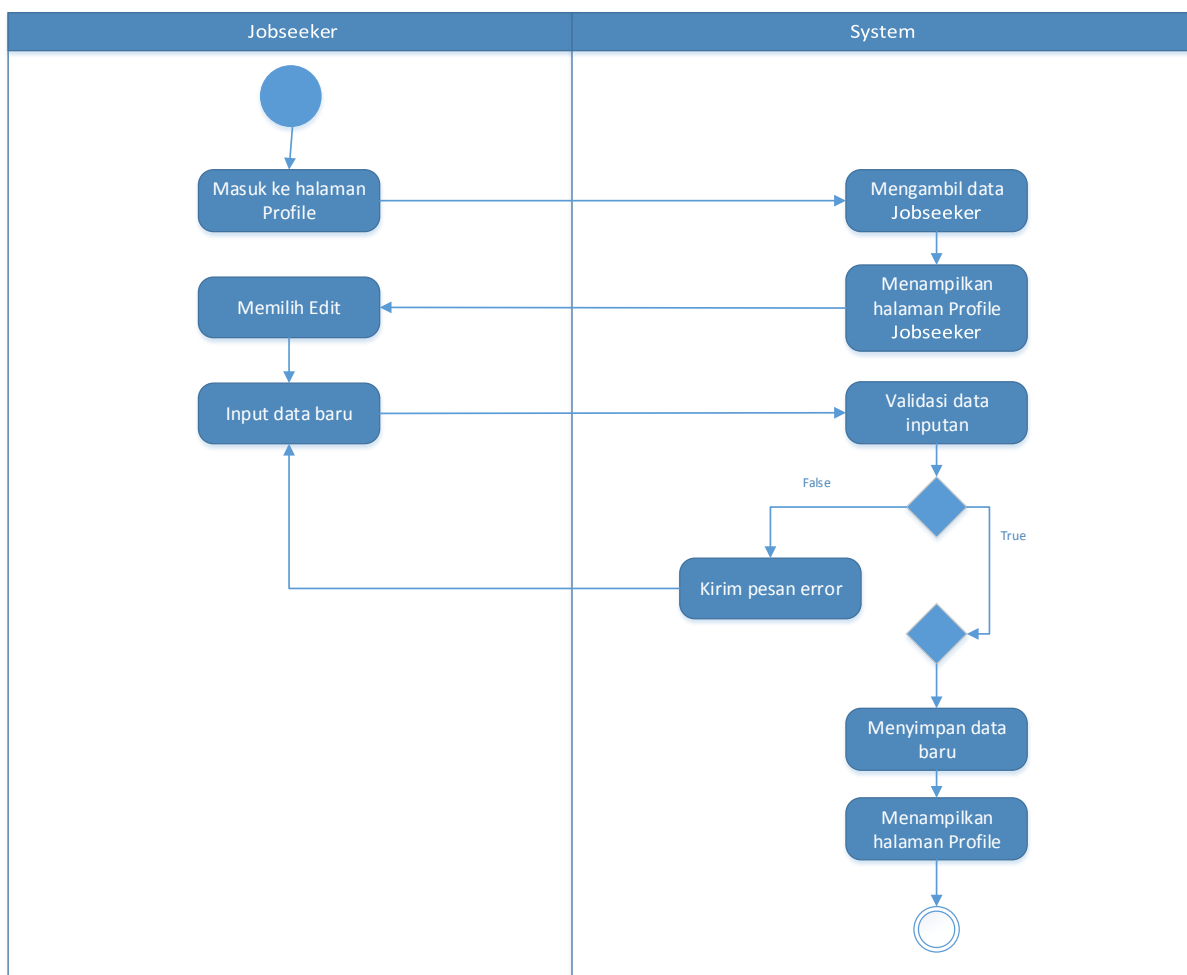 Jobseeker
System
Masuk ke halaman
Profile
Mengambil data
Jobseeker
Menampilkan
halaman Profile
Jobseeker
Memilih Edit
Input data baru
Validasi data
inputan
False
True
Kirim pesan error
Menyimpan data
baru
Menampilkan
halaman Profile